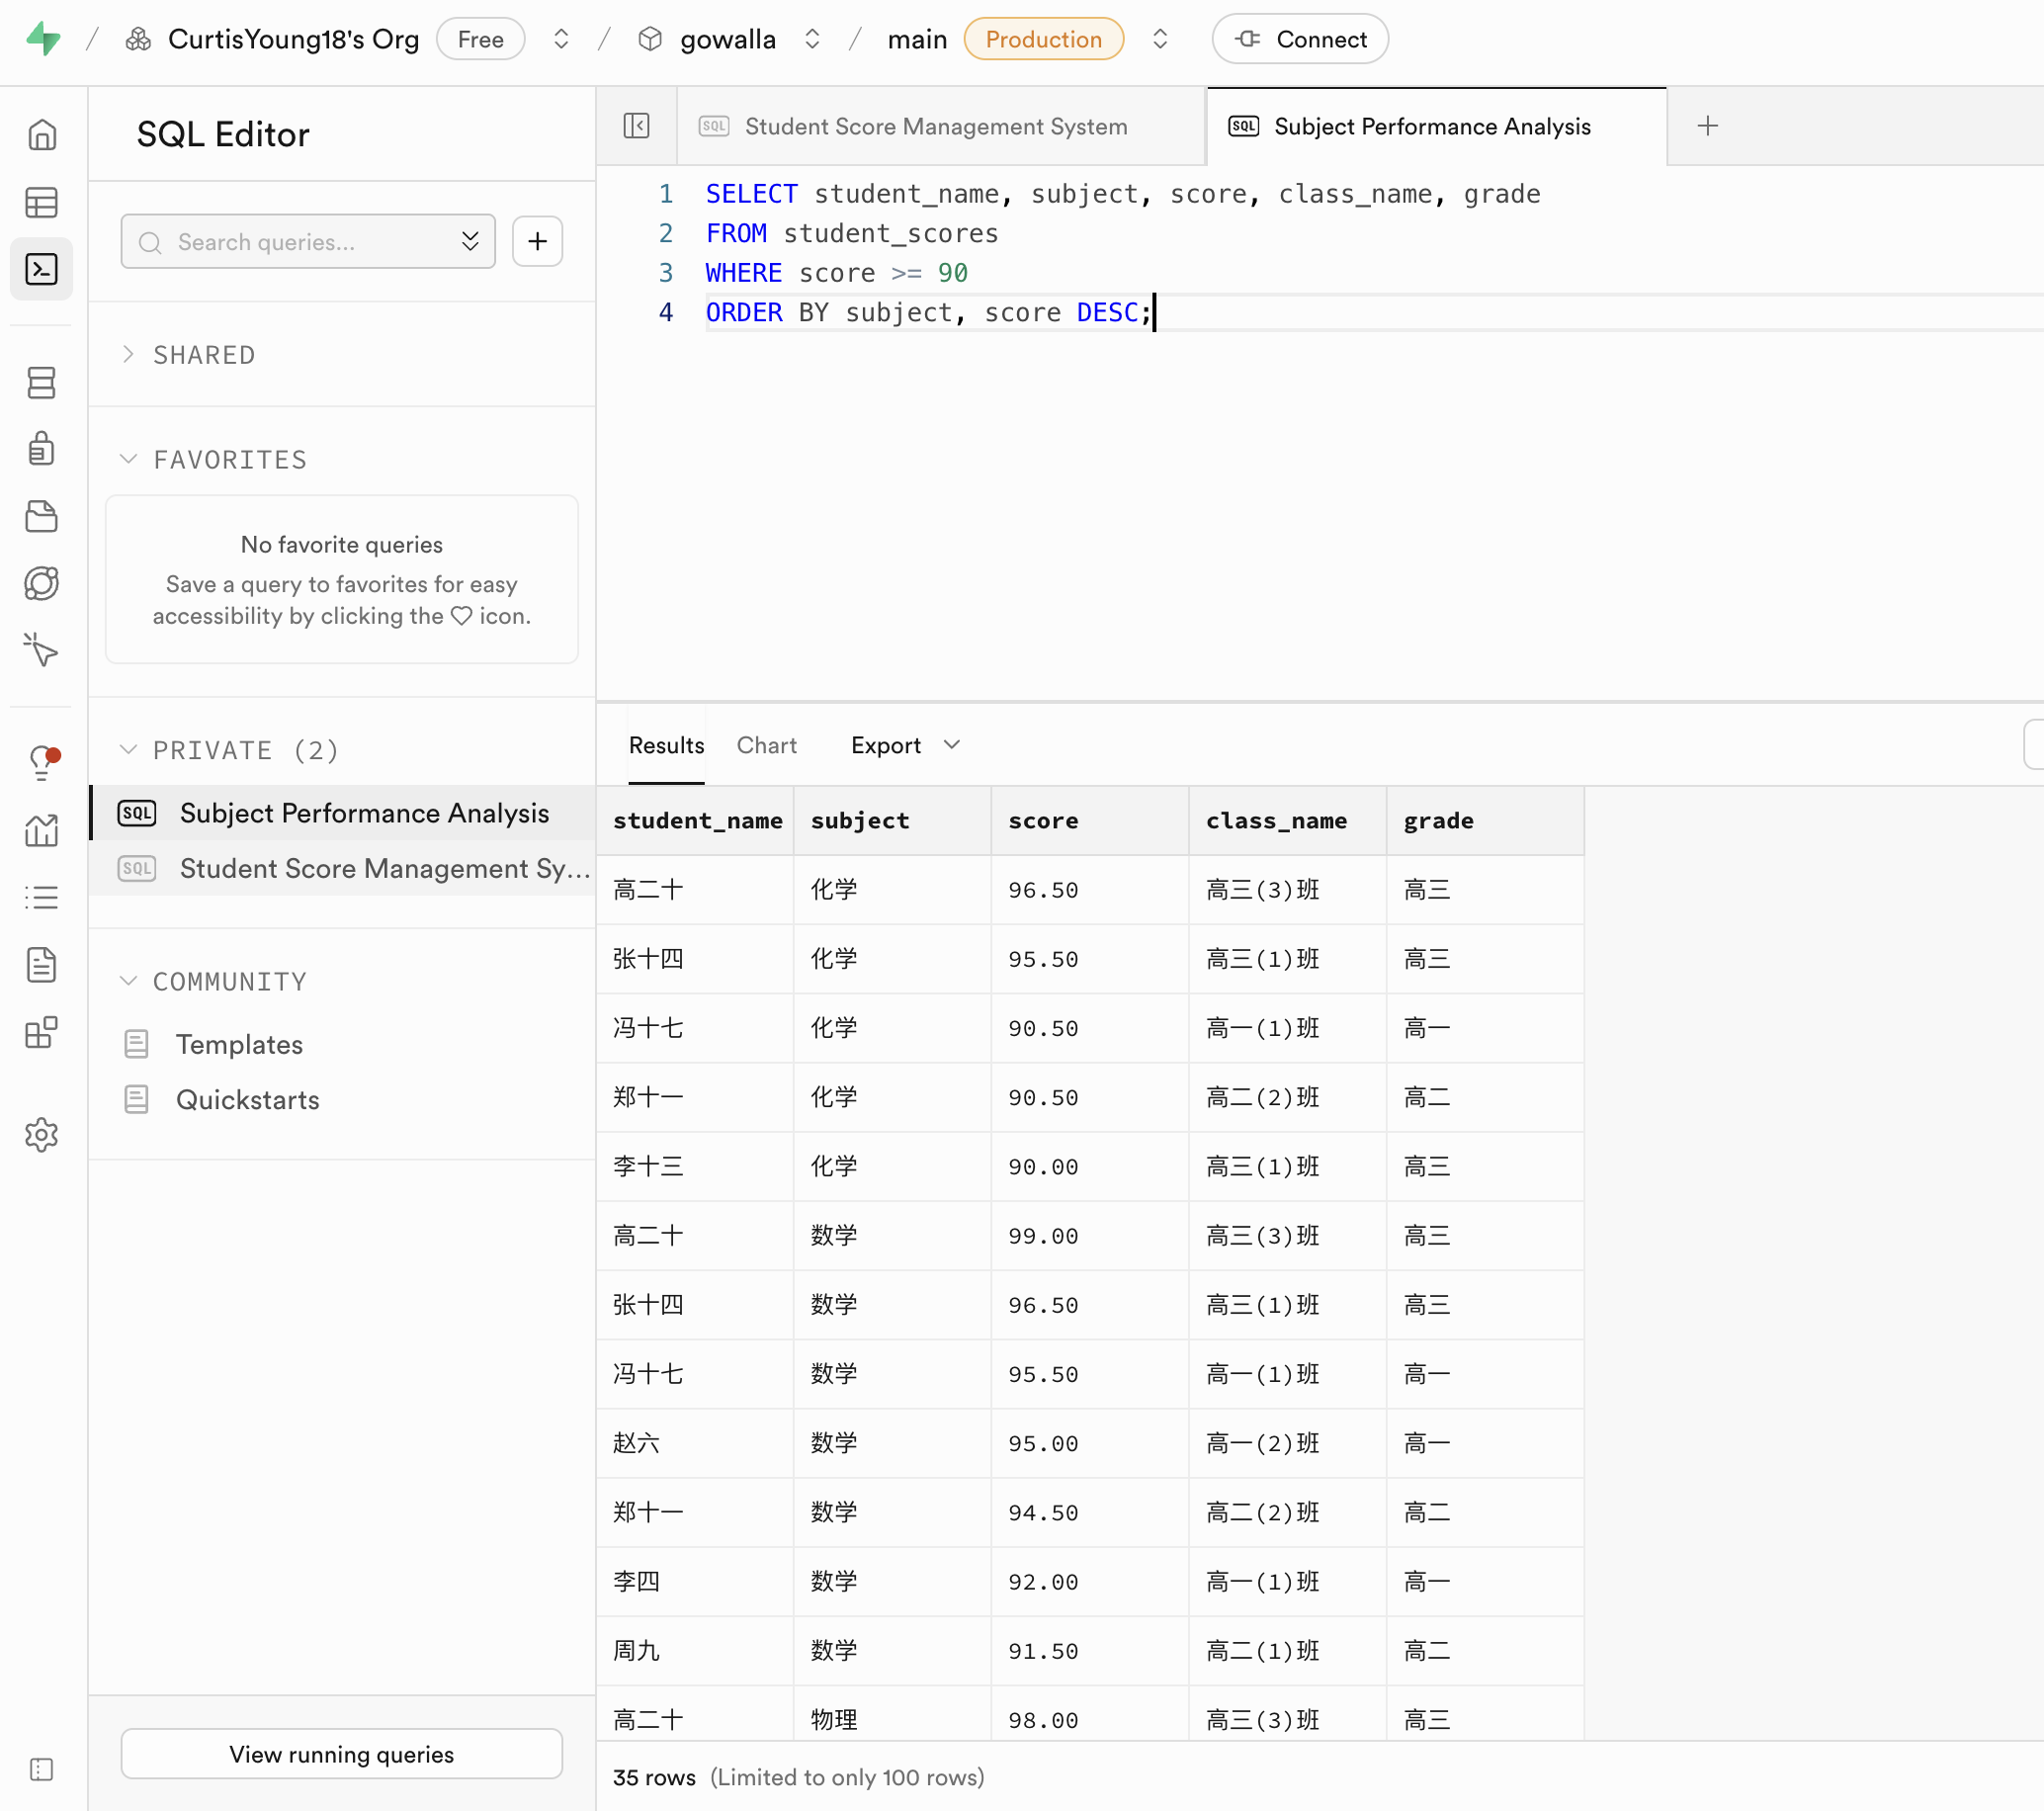 / CurtisYoung18's Org Free / gowalla / main Production Connect
SQL Editor
Search queries...
SHARED
FAVORITES
No favorite queries
Save a query to favorites for easy
accessibility by clicking the icon.
PRIVATE (2)
SQL Subject Performance Analysis
SQL Student Score Management Sy...
COMMUNITY
Templates
Quickstarts
View running queries
SQL Student Score Management System
SQL Subject Performance Analysis
1 SELECT student_name, subject, score, class_name, grade
2 FROM student_scores
3 WHERE score >= 90
4 ORDER BY subject, score DESC;
Results Chart Export
student_name subject score class_name grade
高二十 化学 96.50 高三(3)班 高三
张十四 化学 95.50 高三(1)班 高三
冯十七 化学 90.50 高一(1)班 高一
郑十一 化学 90.50 高二(2)班 高二
李十三 化学 90.00 高三(1)班 高三
高二十 数学 99.00 高三(3)班 高三
张十四 数学 96.50 高三(1)班 高三
冯十七 数学 95.50 高一(1)班 高一
赵六 数学 95.00 高一(2)班 高一
郑十一 数学 94.50 高二(2)班 高二
李四 数学 92.00 高一(1)班 高一
周九 数学 91.50 高二(1)班 高二
高二十 物理 98.00 高三(3)班 高三
35 rows (Limited to only 100 rows)